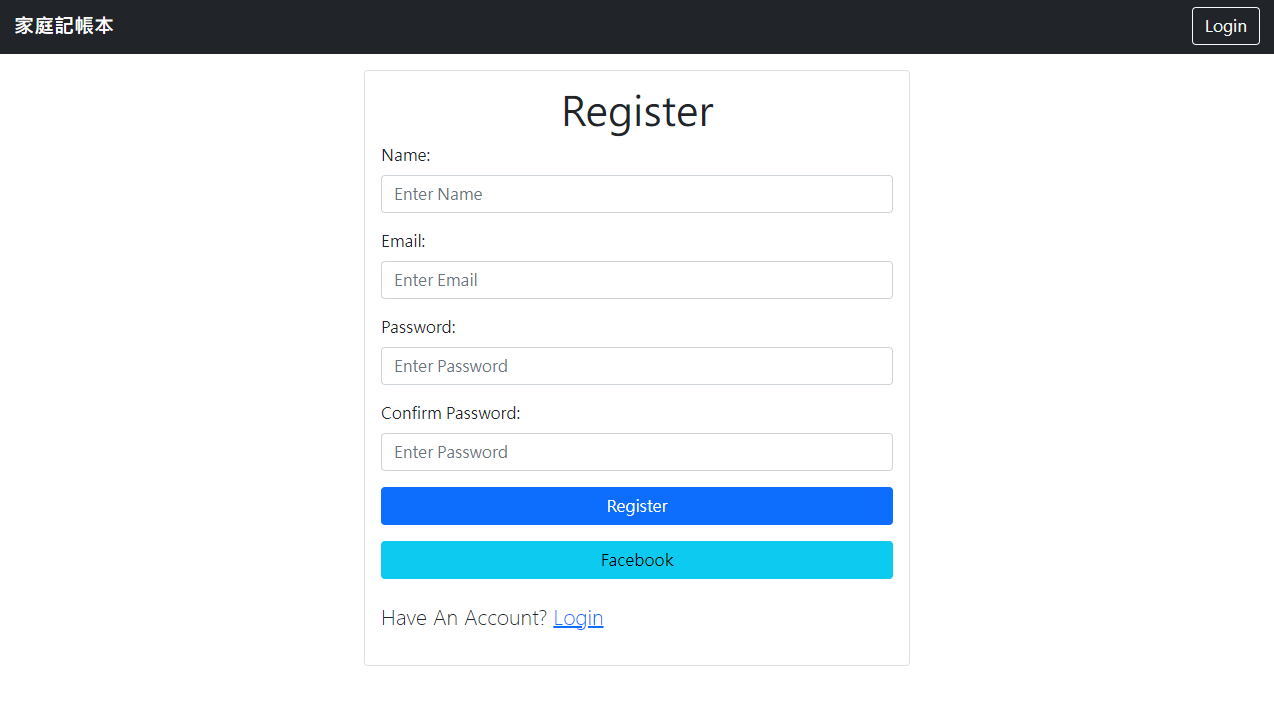 家庭記帳本
Login
Register
Name:
Enter Name
Email:
Enter Email
Password:
Enter Password
Confirm Password:
Enter Password
Register
Facebook
Have An Account? Login